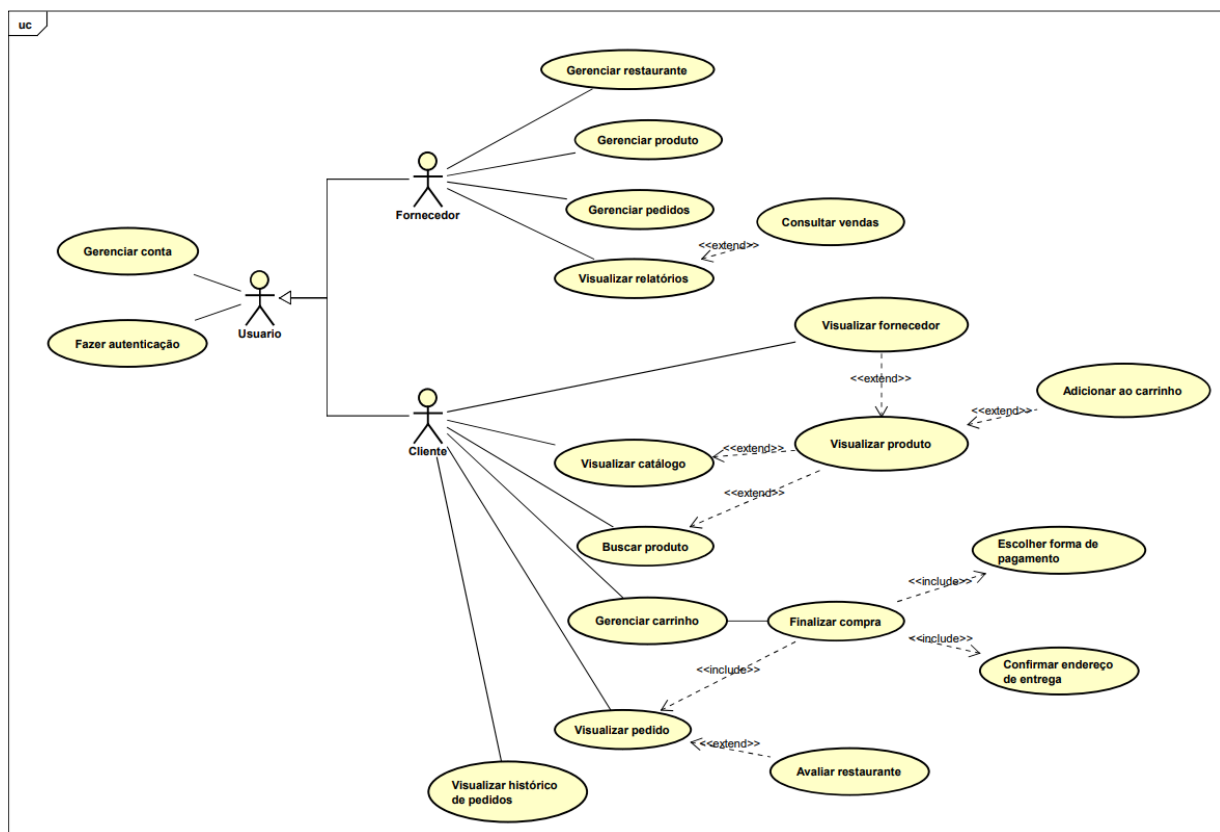 uc
Gerenciar restaurante
Gerenciar produto
Fornecedor
Gerenciar pedidos
Consultar vendas
<<extend>>
Gerenciar conta
Visualizar relatórios
Usuario
Fazer autenticação
Visualizar fornecedor
<<extend>>
Adicionar ao carrinho
<<extend>>
Cliente
Visualizar produto
<<extend>>
Visualizar catálogo
<<extend>>
Buscar produto
Escolher forma de
pagamento
<<include>>
Gerenciar carrinho
Finalizar compra
<<include>>
Confirmar endereço
de entrega
<<include>>
Visualizar pedido
<<extend>>
Avaliar restaurante
Visualizar histórico
de pedidos